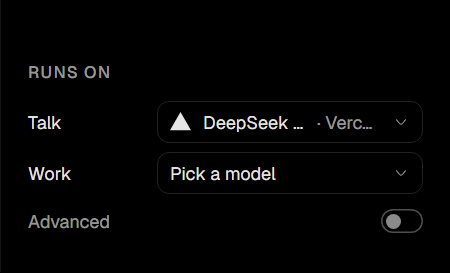 RUNS ON
Talk DeepSeek ... · Verc...
Work Pick a model
Advanced